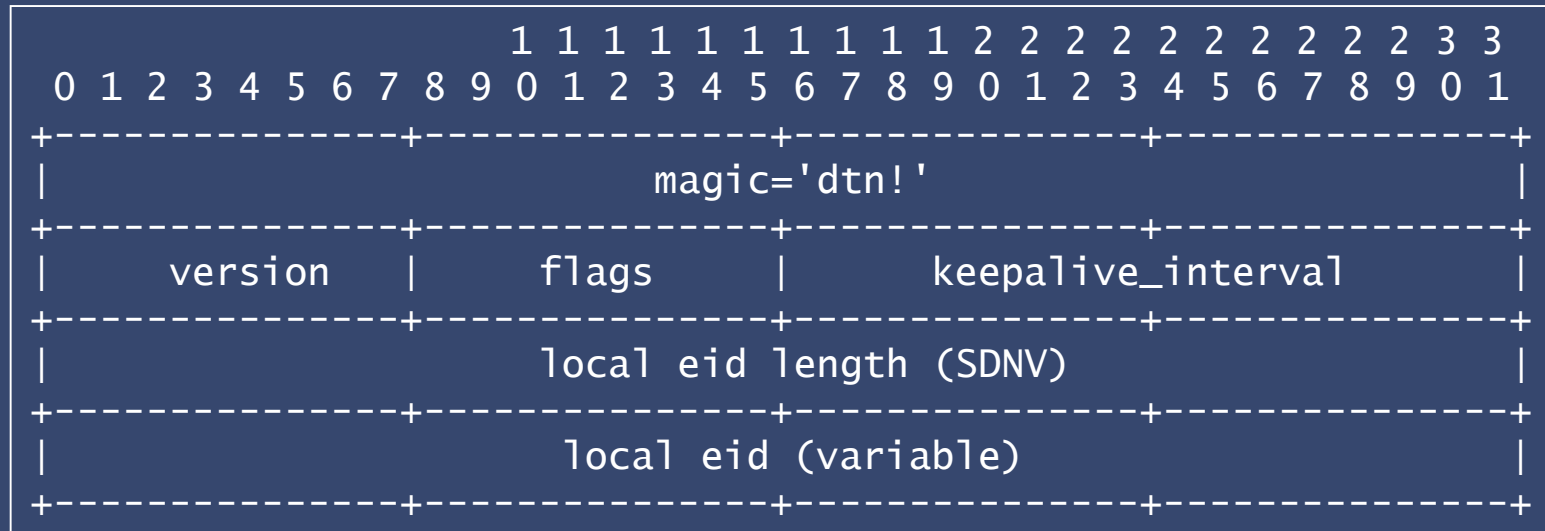 1 1 1 1 1 1 1 1 1 1 2 2 2 2 2 2 2 2 2 2 3 3
0 1 2 3 4 5 6 7 8 9 0 1 2 3 4 5 6 7 8 9 0 1 2 3 4 5 6 7 8 9 0 1
+---------------+---------------+---------------+---------------+
|                          magic='dtn!'                         |
+---------------+---------------+---------------+---------------+
|     version   |     flags     |      keepalive_interval       |
+---------------+---------------+---------------+---------------+
|                     local eid length (SDNV)                   |
+---------------+---------------+---------------+---------------+
|                      local eid (variable)                     |
+---------------+---------------+---------------+---------------+